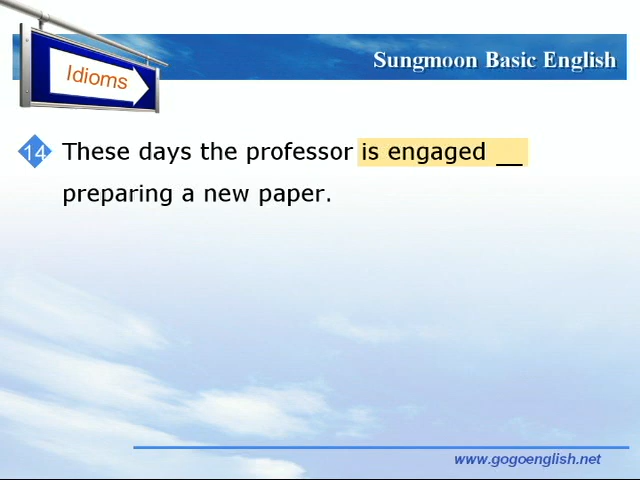 Idioms
Sungmoon Basic English
14 These days the professor is engaged __
preparing a new paper.
www.gogoenglish.net